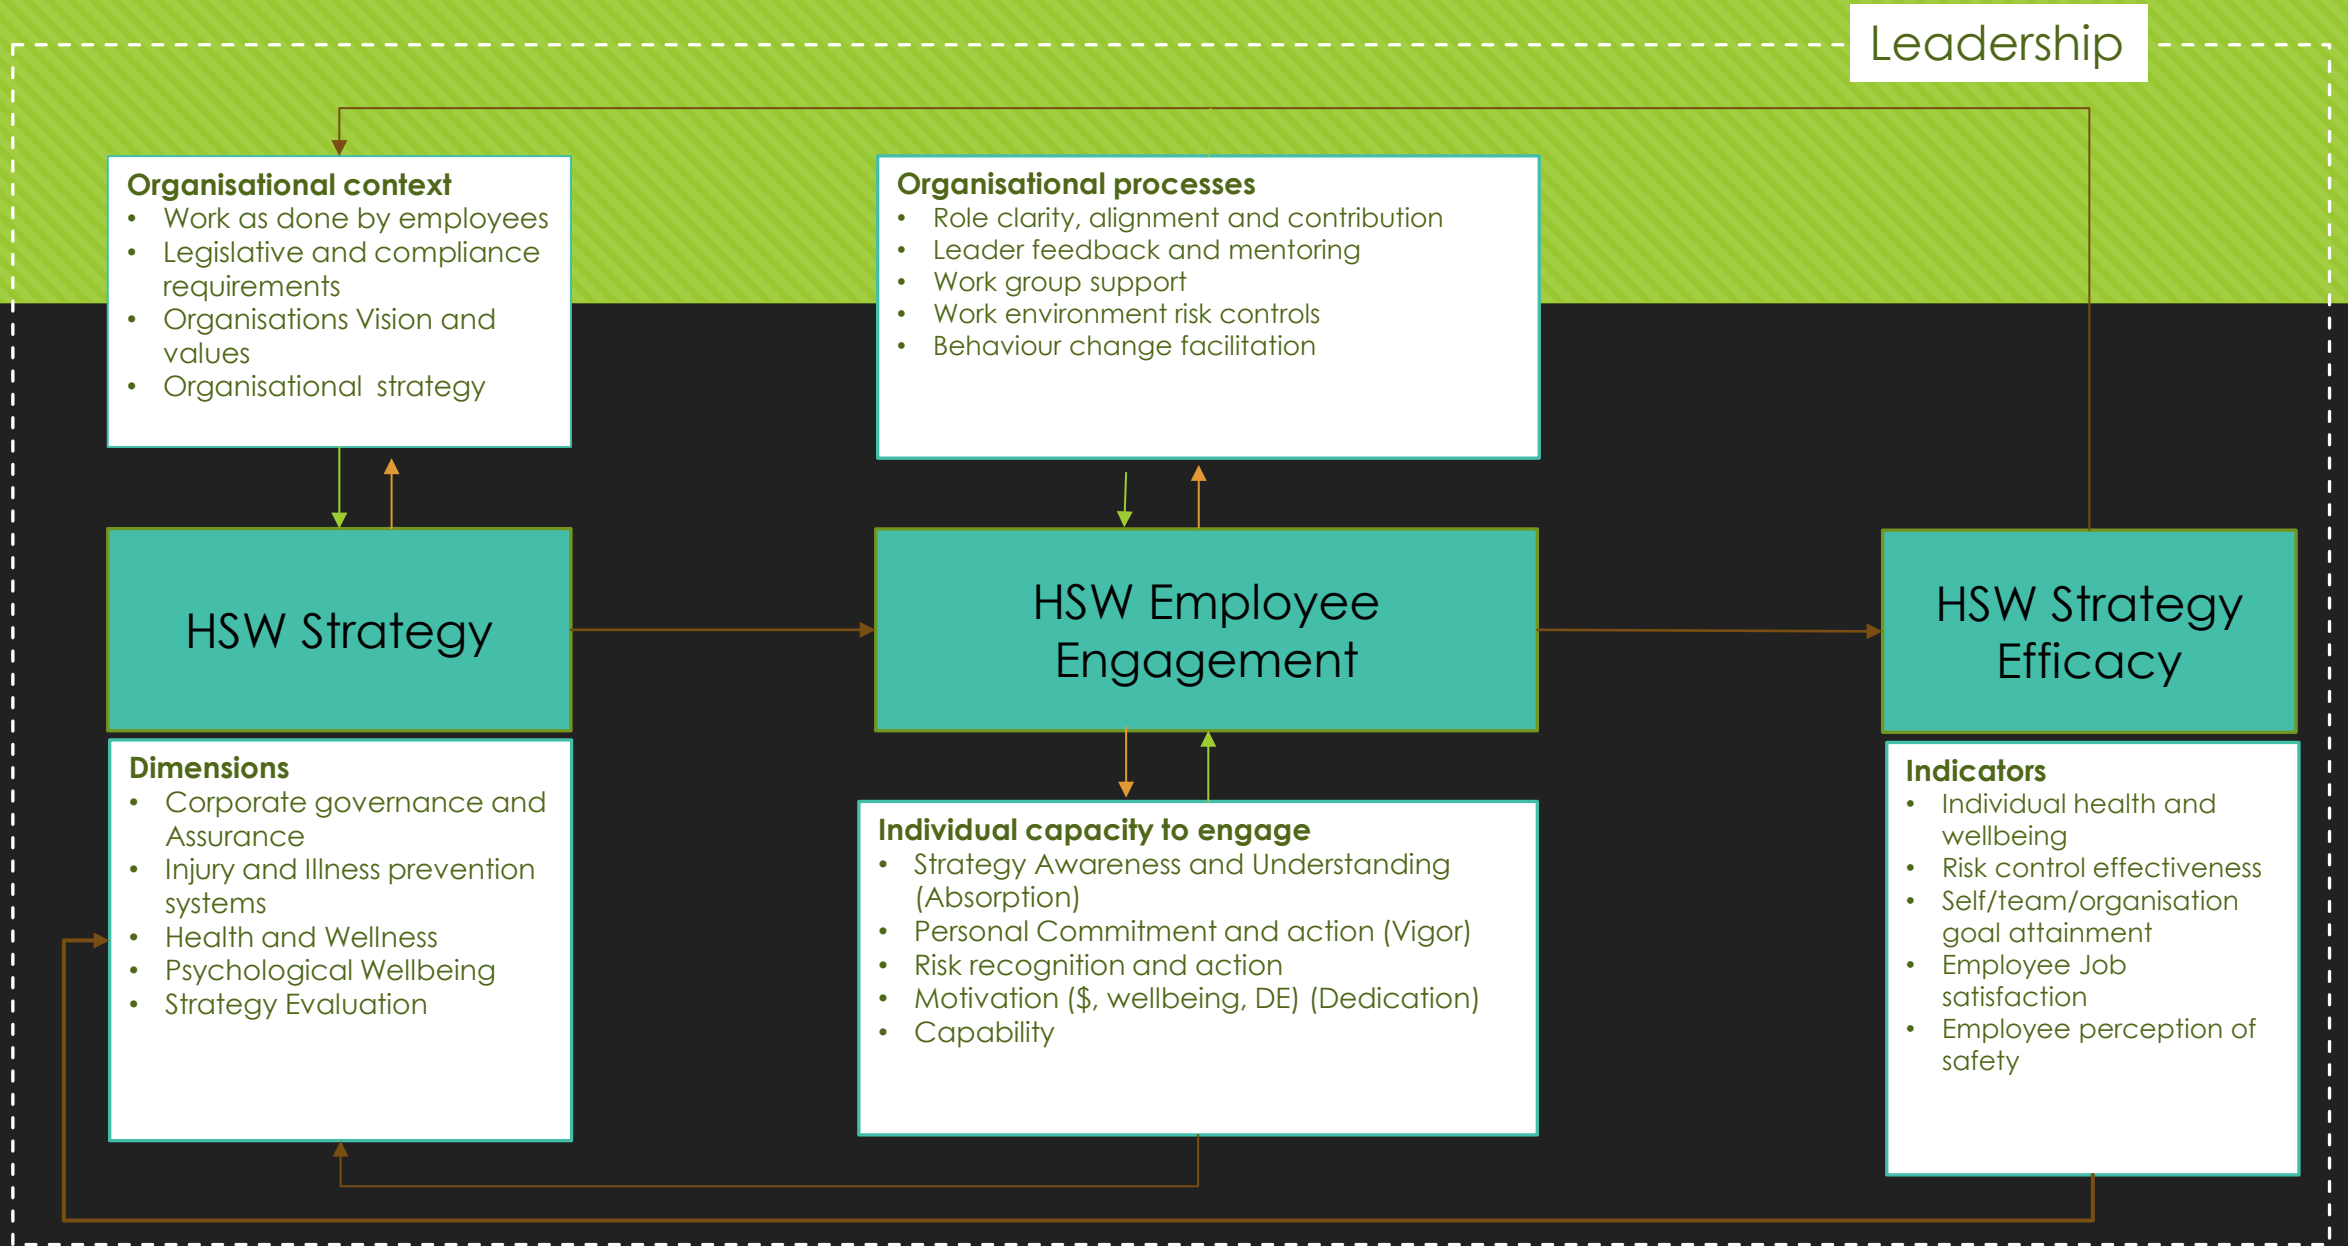 Leadership
Organisational context
• Work as done by employees
• Legislative and compliance
requirements
• Organisations Vision and
values
• Organisational  strategy
Organisational processes
• Role clarity, alignment and contribution
• Leader feedback and mentoring
• Work group support
• Work environment risk controls
• Behaviour change facilitation
HSW Strategy
HSW Employee
Engagement
HSW Strategy
Efficacy
Dimensions
• Corporate governance and
Assurance
• Injury and Illness prevention
systems
• Health and Wellness
• Psychological Wellbeing
• Strategy Evaluation
Individual capacity to engage
• Strategy Awareness and Understanding
(Absorption)
• Personal Commitment and action (Vigor)
• Risk recognition and action
• Motivation ($, wellbeing, DE) (Dedication)
• Capability
Indicators
• Individual health and
wellbeing
• Risk control effectiveness
• Self/team/organisation
goal attainment
• Employee Job
satisfaction
• Employee perception of
safety